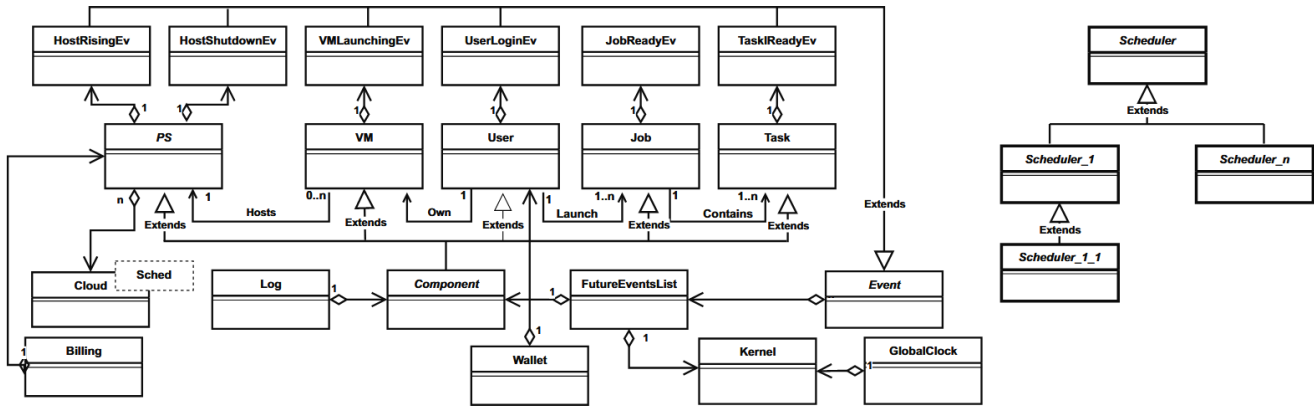 HostRisingEv
HostShutdownEv
VMLaunchingEv
UserLoginEv
JobReadyEv
TasklReadyEv
1
1
1
1
1
1
PS
VM
User
Job
Task
n
1
0..n
1
1
1..n
1
1..n
Hosts
Own
Launch
Contains
Extends
Extends
Extends
Extends
Extends
Extends
Cloud
Sched
Log
1
Component
1
FutureEventsList
Event
1
Billing
1
Wallet
1
Kernel
1
GlobalClock
Scheduler
Extends
Scheduler_1
Scheduler_n
Extends
Scheduler_1_1